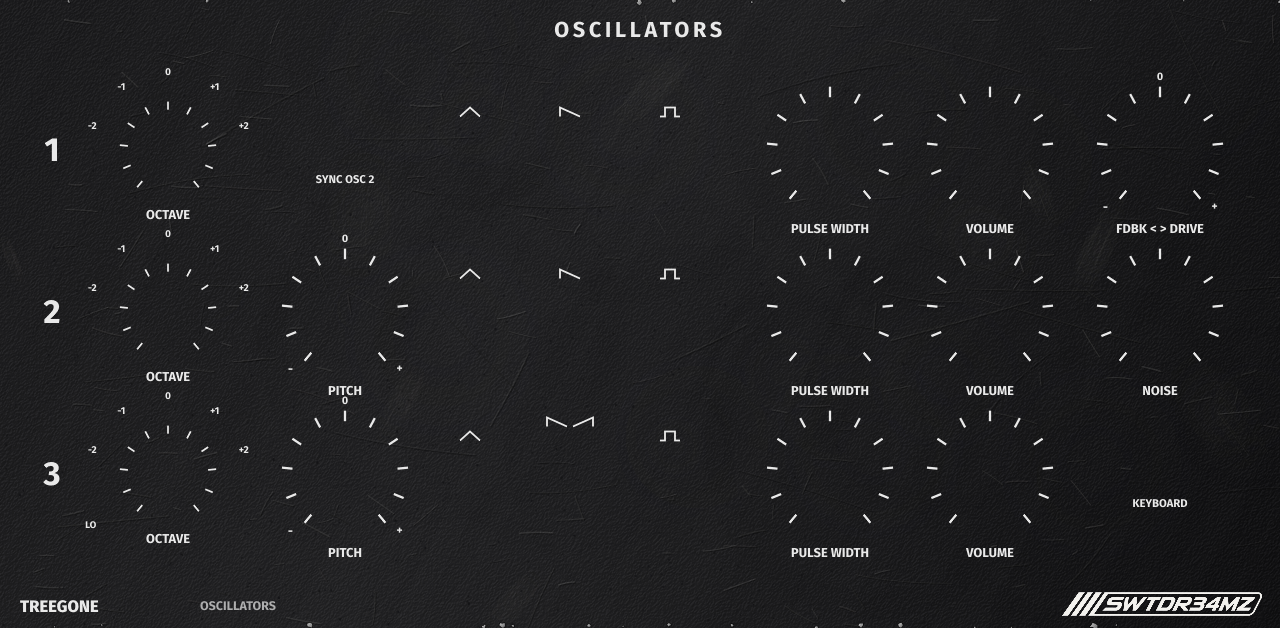 OSCILLATORS
1
-2 -1 0 +1 +2
OCTAVE
SYNC OSC 2
PULSE WIDTH
VOLUME
0
- +
FDBK < > DRIVE
2
-2 -1 0 +1 +2
OCTAVE
0
- +
PITCH
PULSE WIDTH
VOLUME
NOISE
3
LO -2 -1 0 +1 +2
OCTAVE
0
- +
PITCH
PULSE WIDTH
VOLUME
KEYBOARD
TREEGONE
OSCILLATORS
SWTDR34MZ